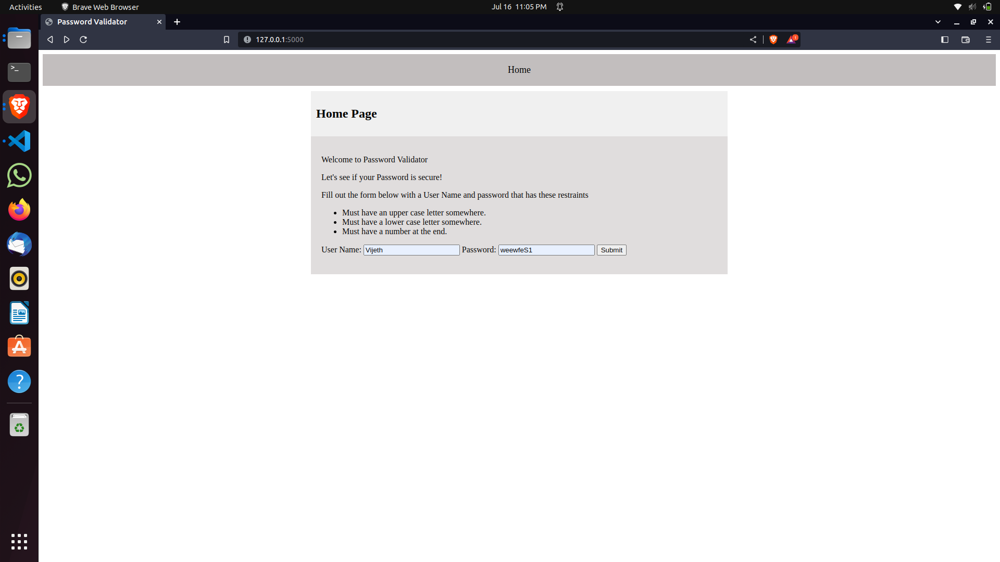 Activities
Brave Web Browser
Jul 16 11:05 PM
Password Validator
127.0.0.1:5000
1
Home
Home Page
Welcome to Password Validator
Let's see if your Password is secure!
Fill out the form below with a User Name and password that has these restraints
Must have an upper case letter somewhere.
Must have a lower case letter somewhere.
Must have a number at the end.
User Name: Vijeth Password: weewfeS1 Submit